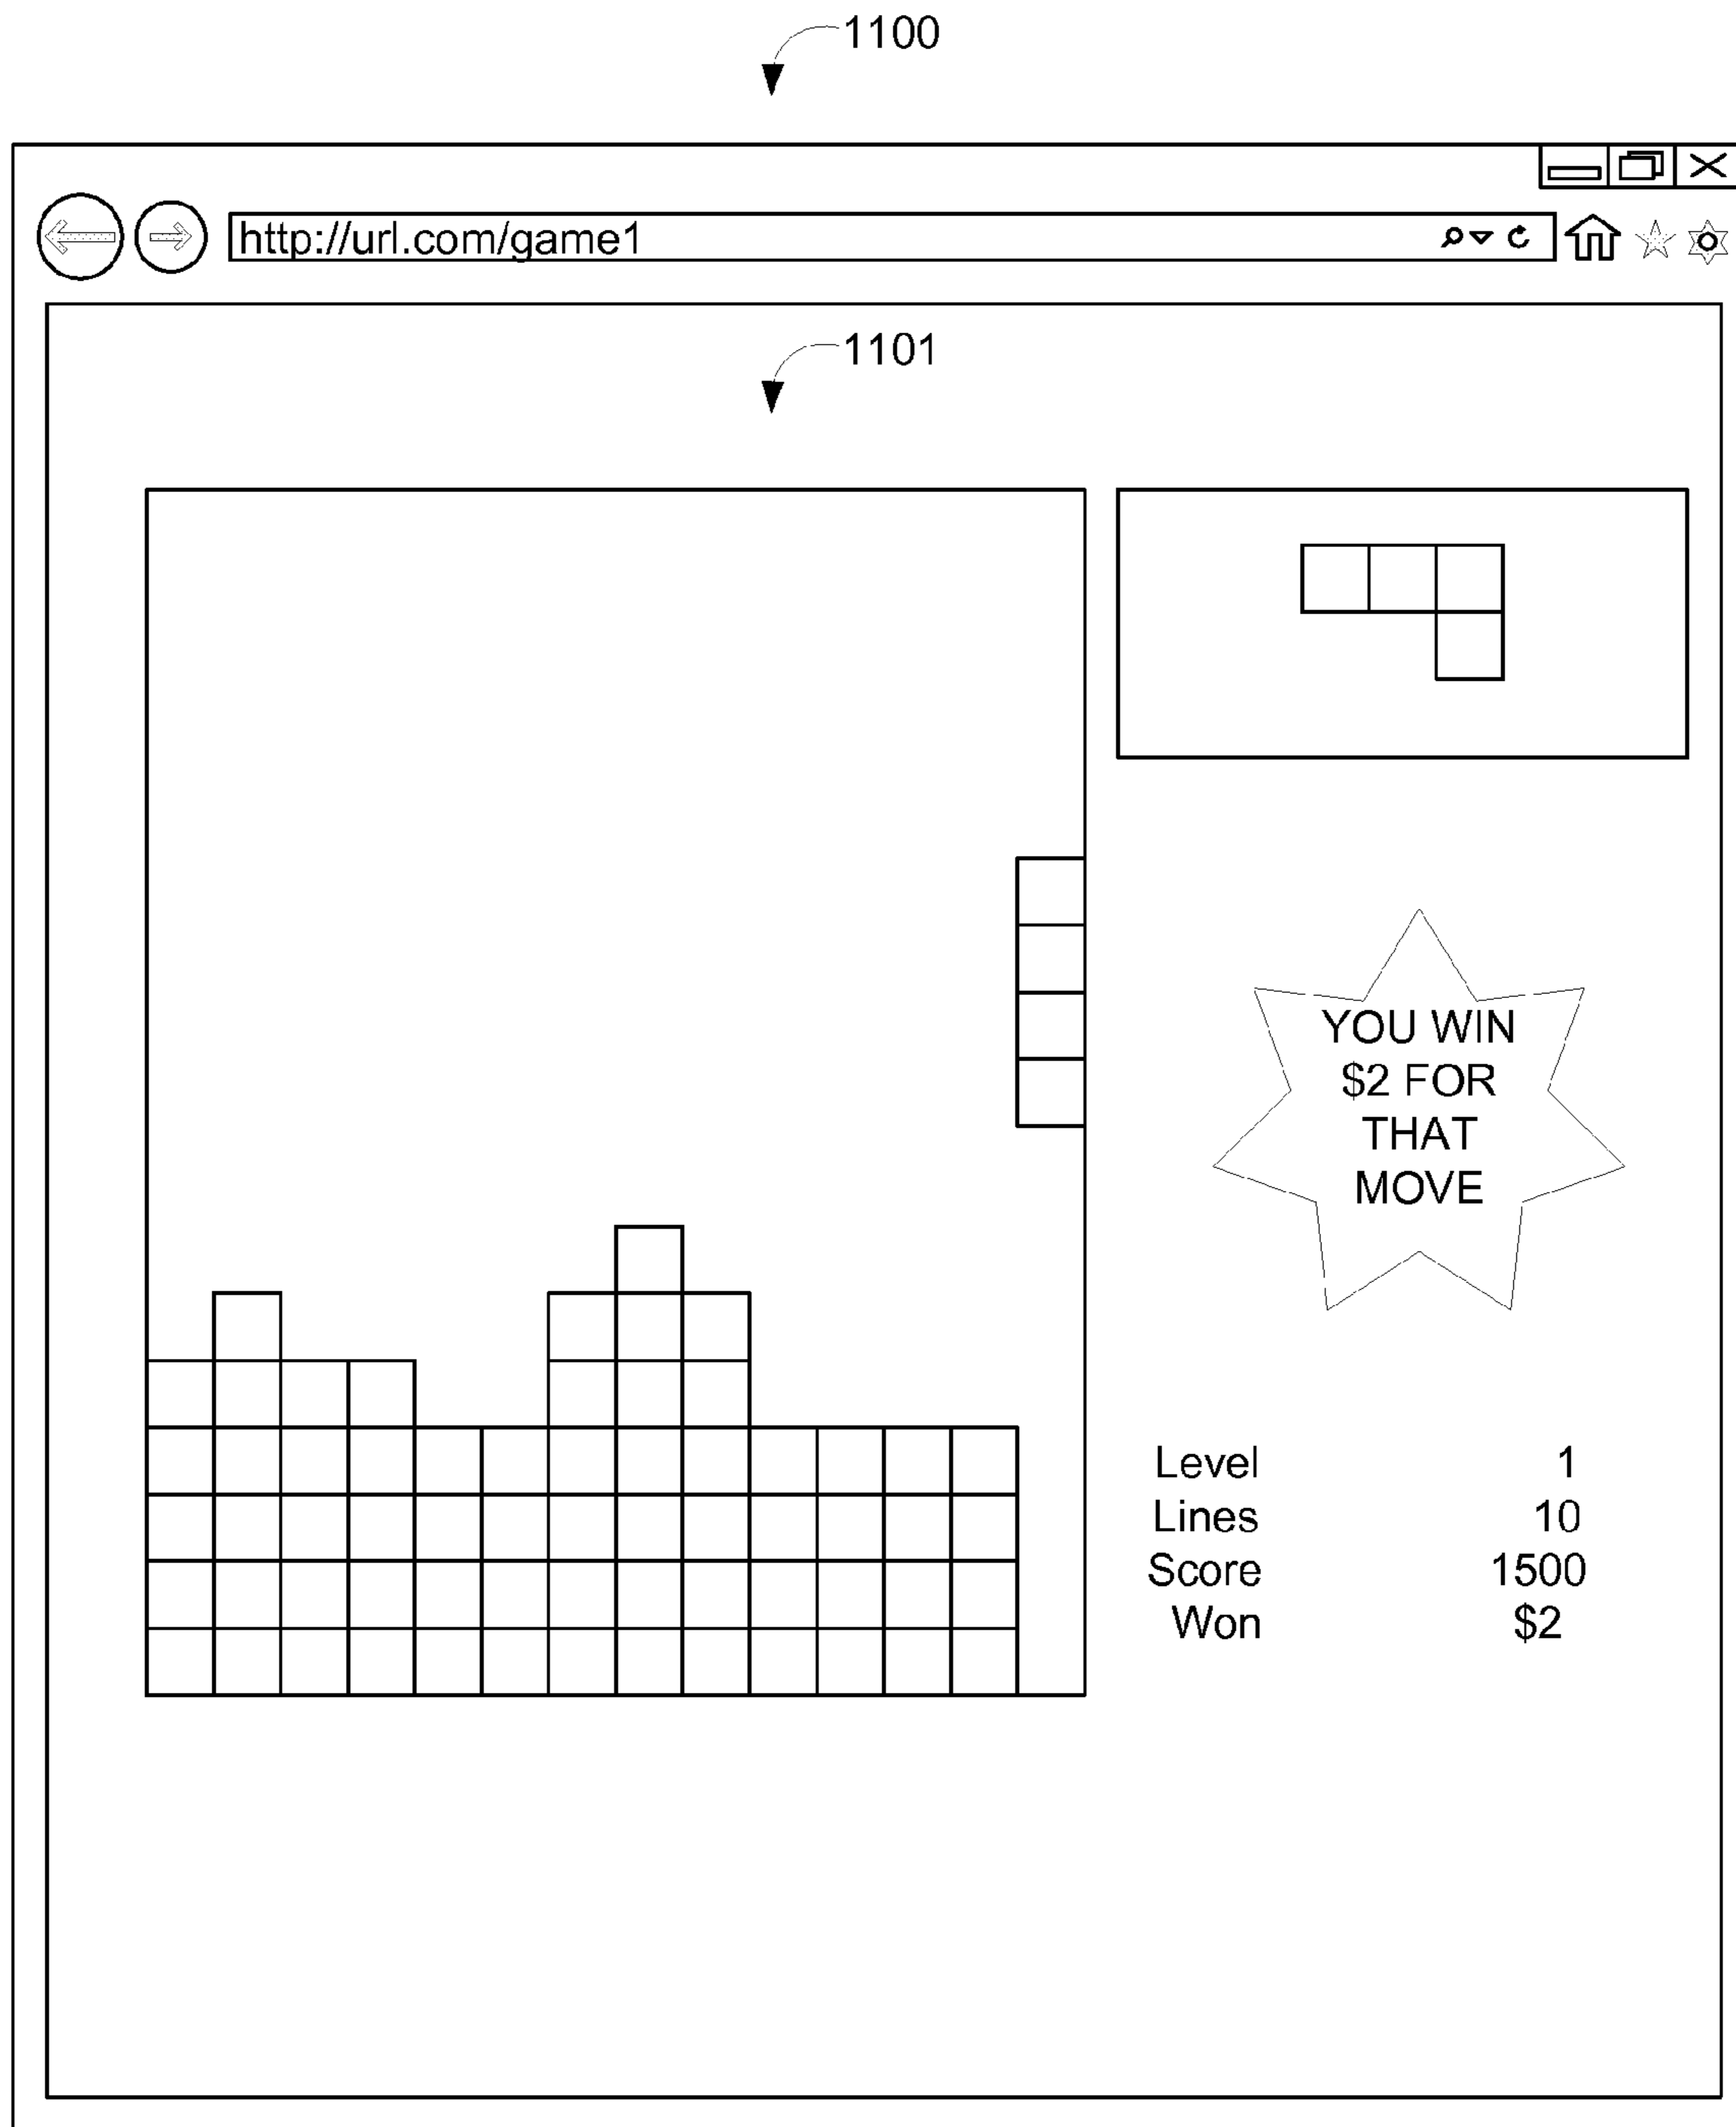 1100
http://url.com/game1
1101
YOU WIN
$2 FOR
THAT
MOVE
Level 1
Lines 10
Score 1500
Won $2